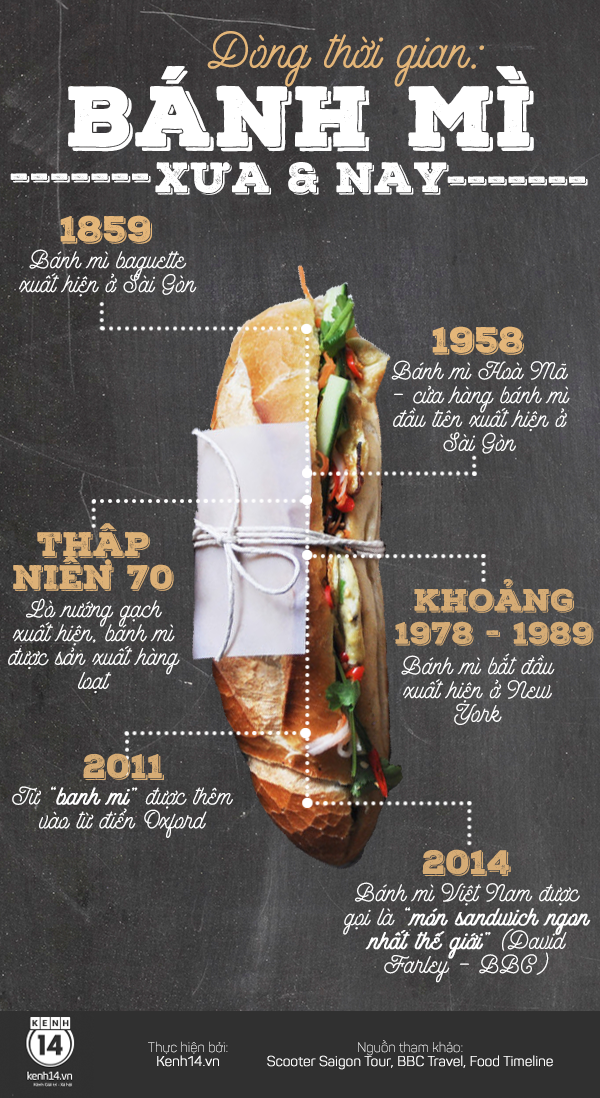 Dòng thời gian:
BÁNH MÌ
XƯA & NAY
1859
Bánh mì baguette
xuất hiện ở Sài Gòn
1958
Bánh mì Hoà Mã
- cửa hàng bánh mì
đầu tiên xuất hiện ở
Sài Gòn
THẬP
NIÊN 70
Lò nướng gạch
xuất hiện, bánh mì
được sản xuất hàng
loạt
KHOẢNG
1978 - 1989
Bánh mì bắt đầu
xuất hiện ở New
York
2011
Từ "banh mi" được thêm
vào từ điển Oxford
2014
Bánh mì Việt Nam được
gọi là "món sandwich ngon
nhất thế giới" (David
Farley - BBC)
KENH
14
kenh14.vn
Kênh Giải trí - Xã hội
Thực hiện bởi:
Kenh14.vn
Nguồn tham khảo:
Scooter Saigon Tour, BBC Travel, Food Timeline